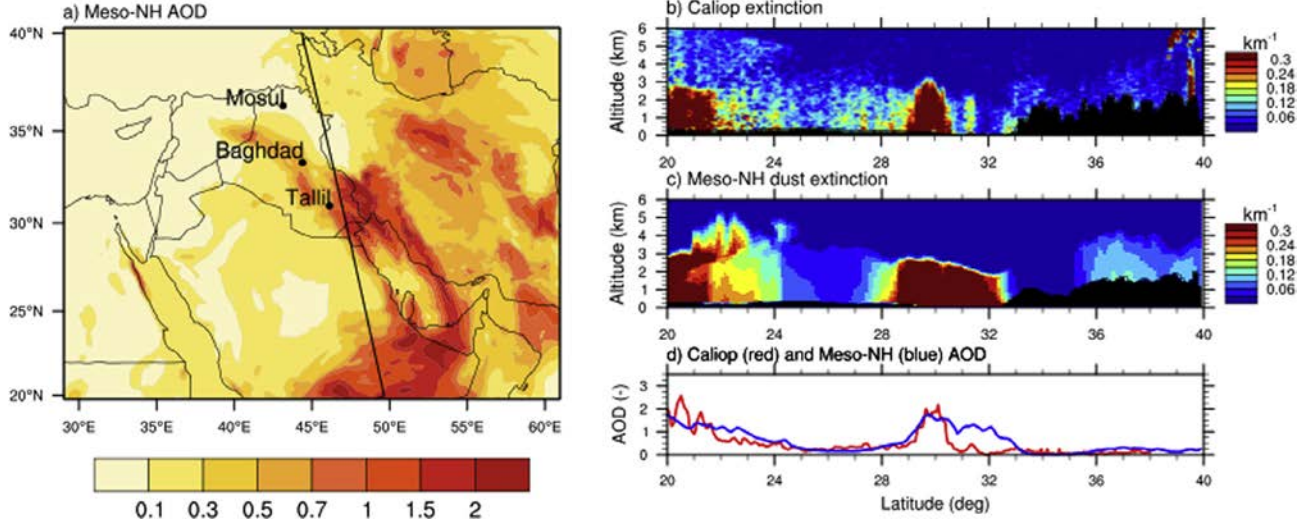 a) Meso-NH AOD
40°N
35°N
30°N
25°N
20°N
Mosul
Baghdad
Tallil
30°E 35°E 40°E 45°E 50°E 55°E 60°E
0.1 0.3 0.5 0.7 1 1.5 2
b) Caliop extinction
Altitude (km)
6
5
4
3
2
1
0
20 24 28 32 36 40
km-1
0.3
0.24
0.18
0.12
0.06
c) Meso-NH dust extinction
Altitude (km)
6
5
4
3
2
1
0
20 24 28 32 36 40
km-1
0.3
0.24
0.18
0.12
0.06
d) Caliop (red) and Meso-NH (blue) AOD
AOD (-)
3
2
1
0
20 24 28 32 36 40
Latitude (deg)